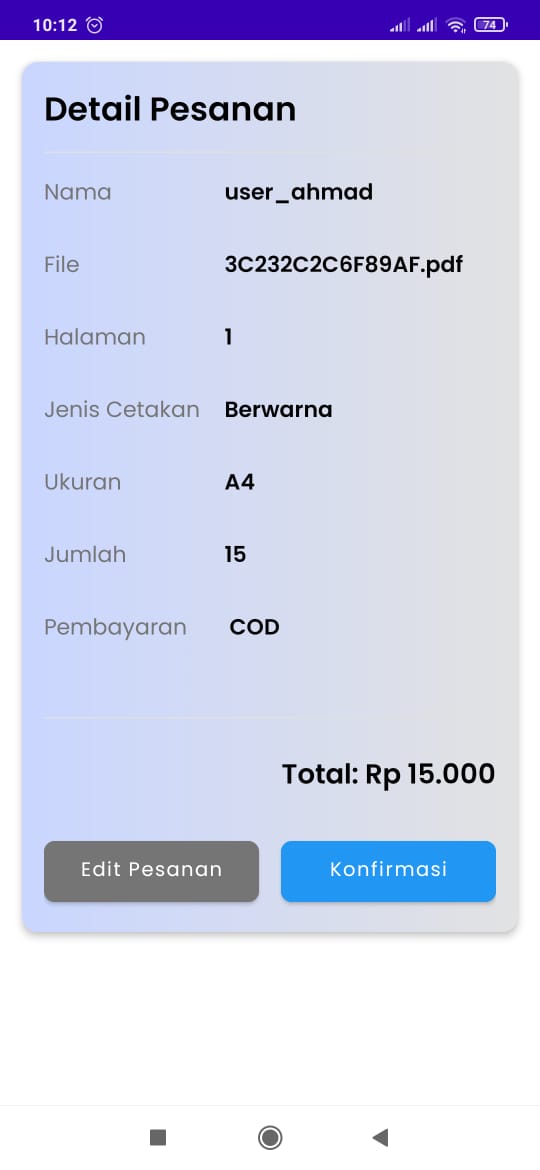 10:12
74
Detail Pesanan
Nama user_ahmad
File 3C232C2C6F89AF.pdf
Halaman 1
Jenis Cetakan Berwarna
Ukuran A4
Jumlah 15
Pembayaran COD
Total: Rp 15.000
Edit Pesanan Konfirmasi